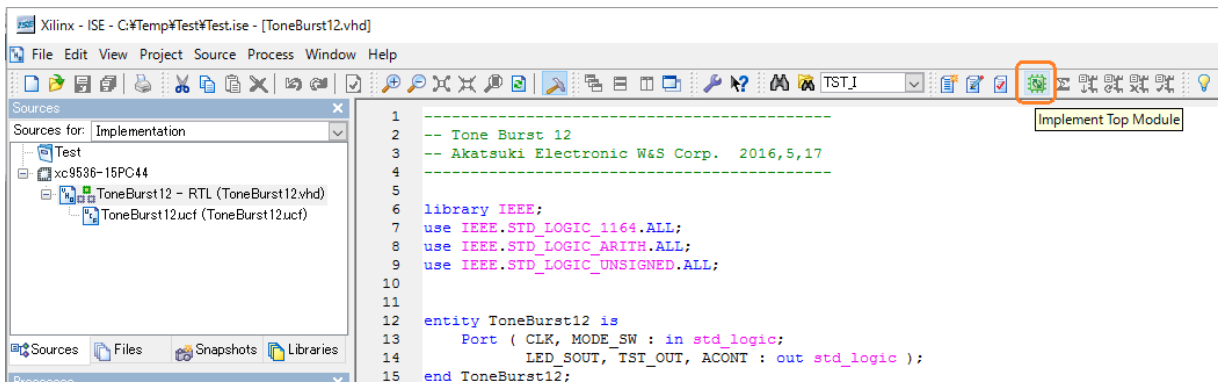 Xilinx - ISE - C:¥Temp¥Test¥Test.ise - [ToneBurst12.vhd]
File Edit View Project Source Process Window Help
TST_I
Implement Top Module
Sources
Sources for: Implementation
Test
xc9536-15PC44
ToneBurst12 - RTL (ToneBurst12.vhd)
ToneBurst12.ucf (ToneBurst12.ucf)
Sources Files Snapshots Libraries
Processes
1 --------------------------------------------
2 -- Tone Burst 12
3 -- Akatsuki Electronic W&S Corp.  2016,5,17
4 --------------------------------------------
5
6 library IEEE;
7 use IEEE.STD_LOGIC_1164.ALL;
8 use IEEE.STD_LOGIC_ARITH.ALL;
9 use IEEE.STD_LOGIC_UNSIGNED.ALL;
10
11
12 entity ToneBurst12 is
13     Port ( CLK, MODE_SW : in std_logic;
14            LED_SOUT, TST_OUT, ACONT : out std_logic );
15 end ToneBurst12;